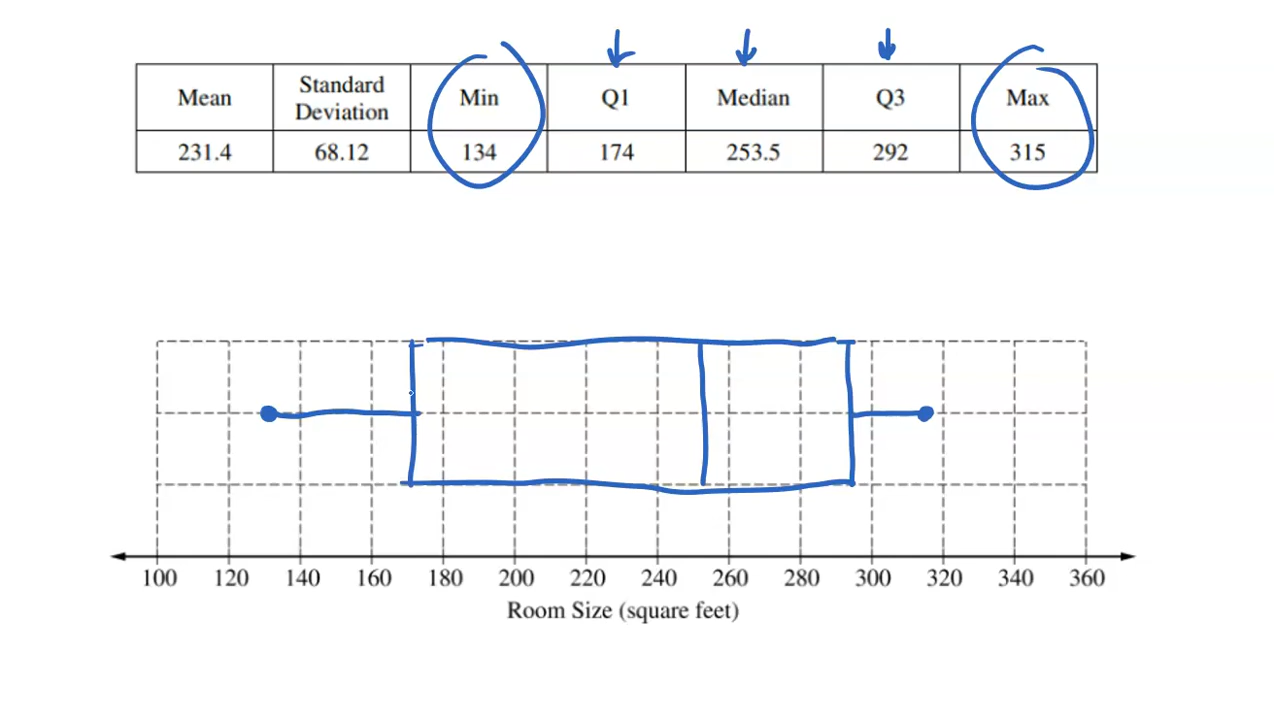 Mean Standard Deviation Min Q1 Median Q3 Max
231.4 68.12 134 174 253.5 292 315
100 120 140 160 180 200 220 240 260 280 300 320 340 360
Room Size (square feet)